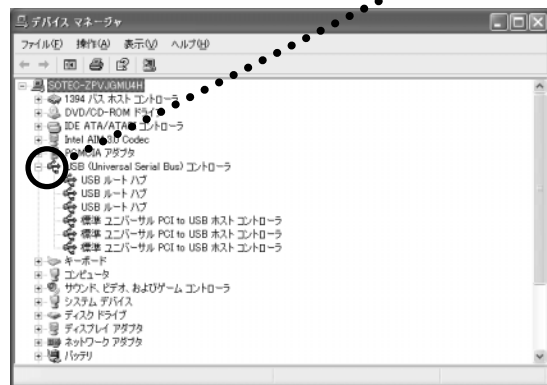 デバイス マネージャ
ファイル(F) 操作(A) 表示(V) ヘルプ(H)
SOTEC-ZPVJGMU4H
1394 バス ホスト コントローラ
DVD/CD-ROM ドライブ
IDE ATA/ATAPI コントローラ
Intel AIM 3.0 Codec
PCMCIA アダプタ
USB (Universal Serial Bus) コントローラ
USB ルート ハブ
USB ルート ハブ
USB ルート ハブ
標準 ユニバーサル PCI to USB ホスト コントローラ
標準 ユニバーサル PCI to USB ホスト コントローラ
標準 ユニバーサル PCI to USB ホスト コントローラ
キーボード
コンピュータ
サウンド、ビデオ、およびゲーム コントローラ
システム デバイス
ディスク ドライブ
ディスプレイ アダプタ
ネットワーク アダプタ
バッテリ